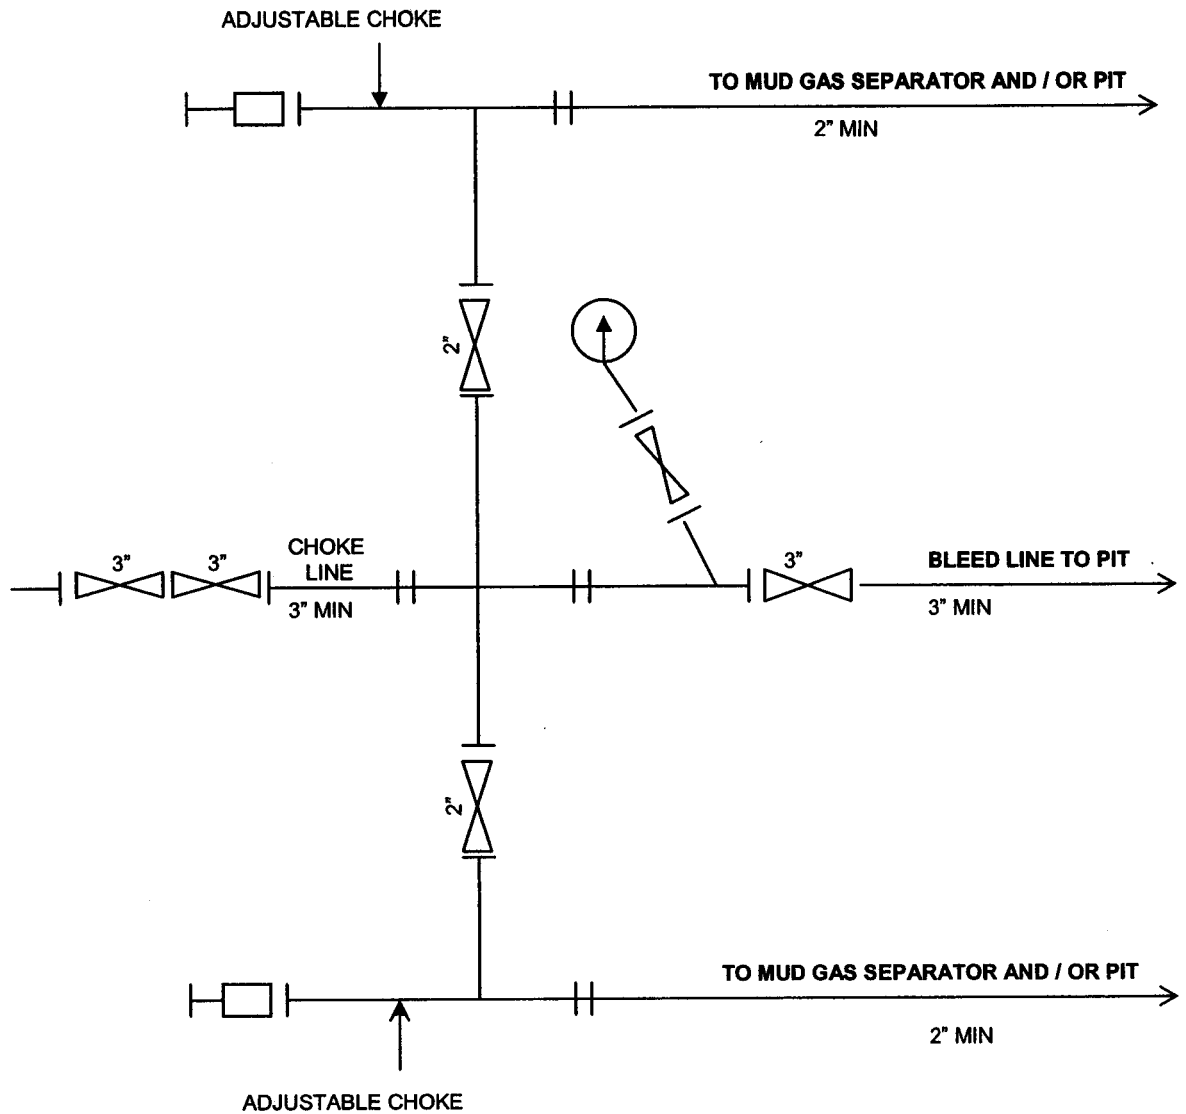 ADJUSTABLE CHOKE
TO MUD GAS SEPARATOR AND / OR PIT
2" MIN
2"
3"
3"
CHOKE
LINE
3" MIN
3"
BLEED LINE TO PIT
3" MIN
2"
TO MUD GAS SEPARATOR AND / OR PIT
2" MIN
ADJUSTABLE CHOKE